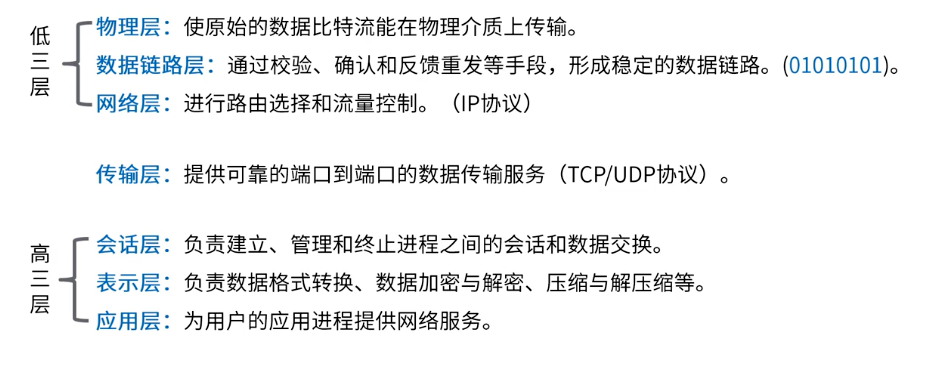 低三层
物理层：使原始的数据比特流能在物理介质上传输。
数据链路层：通过校验、确认和反馈重发等手段，形成稳定的数据链路。(01010101)。
网络层：进行路由选择和流量控制。（IP协议）
传输层：提供可靠的端口到端口的数据传输服务（TCP/UDP协议）。
高三层
会话层：负责建立、管理和终止进程之间的会话和数据交换。
表示层：负责数据格式转换、数据加密与解密、压缩与解压缩等。
应用层：为用户的应用进程提供网络服务。